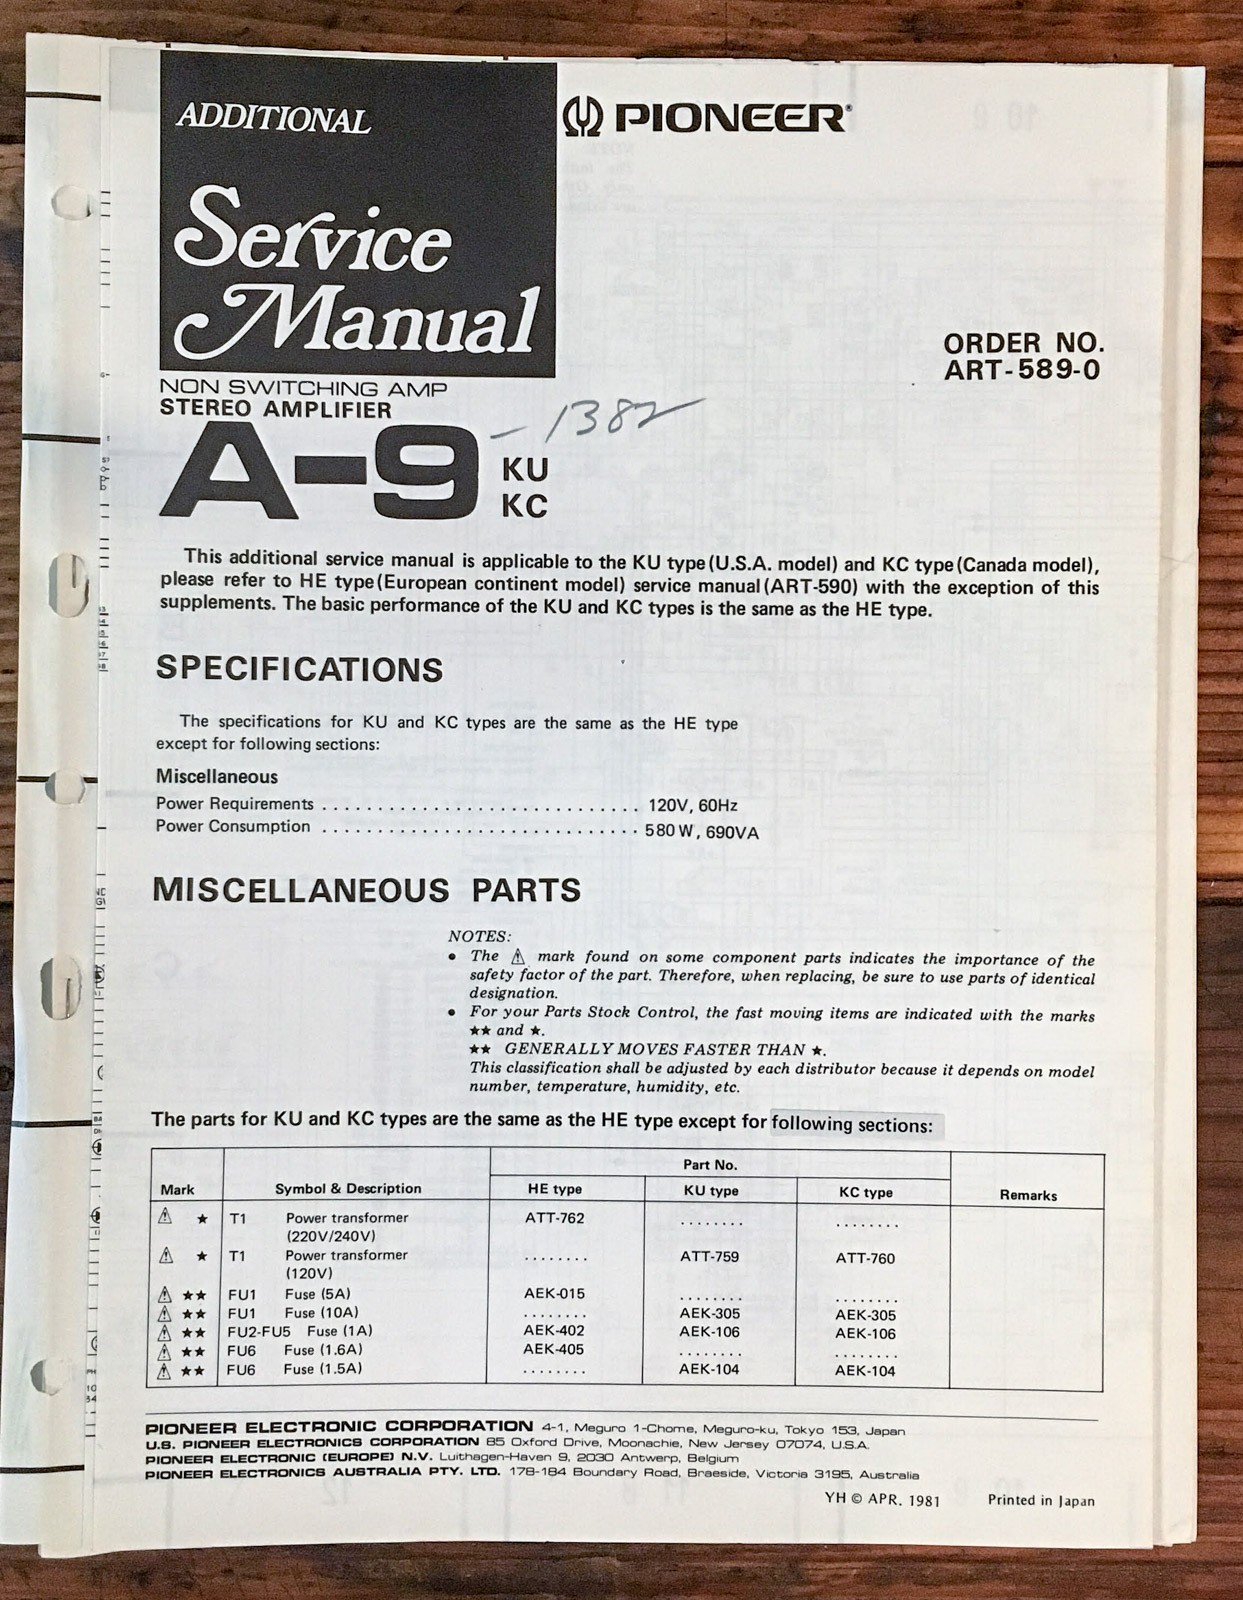 ADDITIONAL
PIONEER®
Service
Manual
ORDER NO.
ART-589-0
NON SWITCHING AMP
STEREO AMPLIFIER
A-9
- 1382
KU
KC
This additional service manual is applicable to the KU type (U.S.A. model) and KC type (Canada model),
please refer to HE type (European continent model) service manual (ART-590) with the exception of this
supplements. The basic performance of the KU and KC types is the same as the HE type.
SPECIFICATIONS
The specifications for KU and KC types are the same as the HE type
except for following sections:
Miscellaneous
Power Requirements . . . . . . . . . . . . . . . . . . . . . . . . . . . . 120V, 60Hz
Power Consumption . . . . . . . . . . . . . . . . . . . . . . . . . . . . 580 W, 690VA
MISCELLANEOUS PARTS
NOTES:
• The ⚠ mark found on some component parts indicates the importance of the
safety factor of the part. Therefore, when replacing, be sure to use parts of identical
designation.
• For your Parts Stock Control, the fast moving items are indicated with the marks
★★ and ★.
★★ GENERALLY MOVES FASTER THAN ★.
This classification shall be adjusted by each distributor because it depends on model
number, temperature, humidity, etc.
The parts for KU and KC types are the same as the HE type except for following sections:
Part No.
Mark Symbol & Description HE type KU type KC type Remarks
⚠ ★ T1 Power transformer ATT-762 ........ ........
(220V/240V)
⚠ ★ T1 Power transformer ........ ATT-759 ATT-760
(120V)
⚠ ★★ FU1 Fuse (5A) AEK-015 ........ ........
⚠ ★★ FU1 Fuse (10A) ........ AEK-305 AEK-305
⚠ ★★ FU2-FU5 Fuse (1A) AEK-402 AEK-106 AEK-106
⚠ ★★ FU6 Fuse (1.6A) AEK-405 ........ ........
⚠ ★★ FU6 Fuse (1.5A) ........ AEK-104 AEK-104
PIONEER ELECTRONIC CORPORATION 4-1, Meguro 1-Chome, Meguro-ku, Tokyo 153, Japan
U.S. PIONEER ELECTRONICS CORPORATION 85 Oxford Drive, Moonachie, New Jersey 07074, U.S.A.
PIONEER ELECTRONIC (EUROPE) N.V. Luithagen-Haven 9, 2030 Antwerp, Belgium
PIONEER ELECTRONICS AUSTRALIA PTY. LTD. 178-184 Boundary Road, Braeside, Victoria 3195, Australia
YH © APR. 1981 Printed in Japan